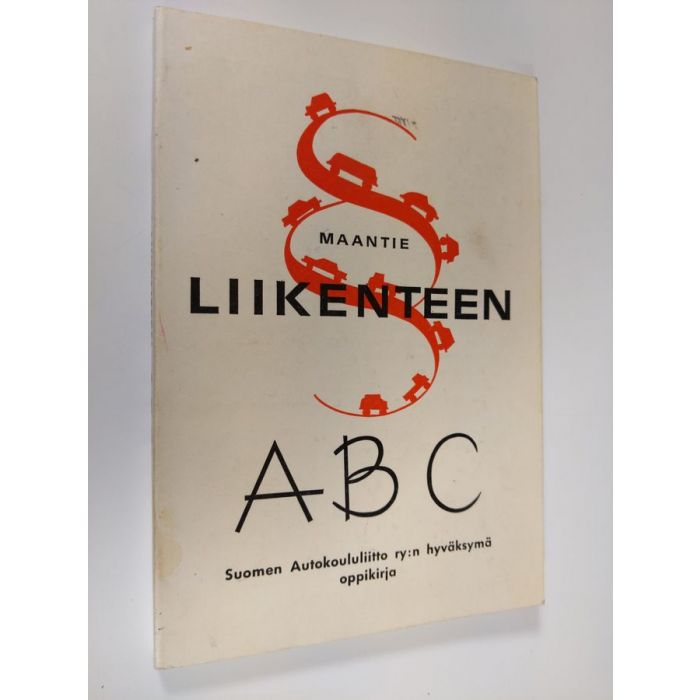 MAANTIE
LIIKENTEEN
ABC
Suomen Autokoululiitto ry:n hyväksymä
oppikirja